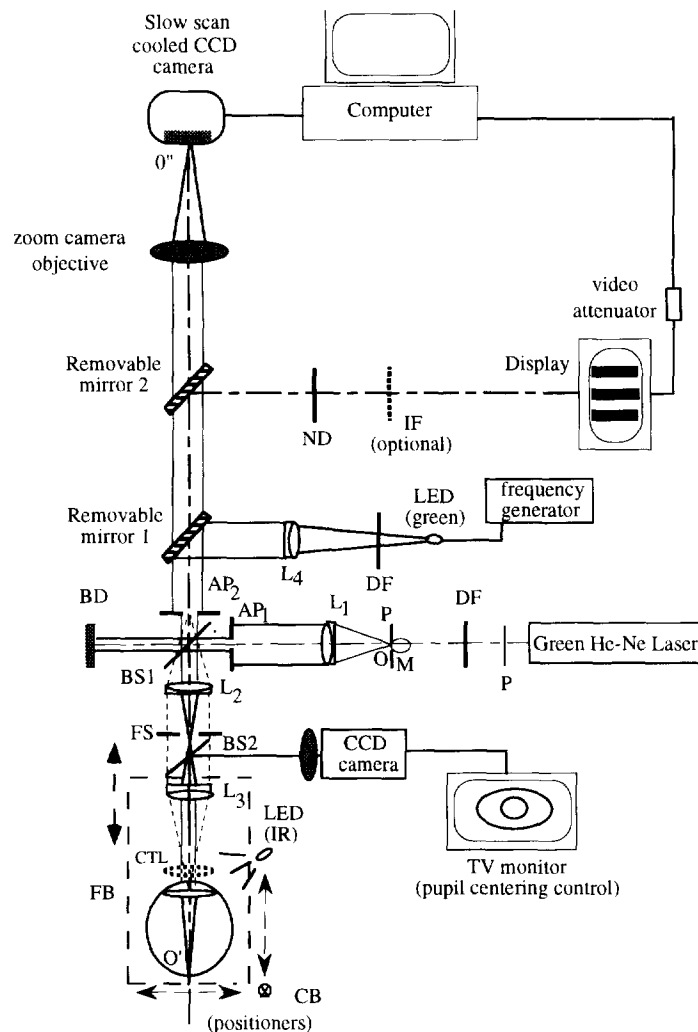 Slow scan
cooled CCD
camera
Computer
0"
zoom camera
objective
video
attenuator
Removable
mirror 2
Display
ND
IF
(optional)
LED
(green)
frequency
generator
Removable
mirror 1
L4
DF
BD
AP2
AP1
L1
P
DF
O
M
Green He-Ne Laser
P
BS1
L2
FS
BS2
CCD
camera
L3
LED
(IR)
CTL
TV monitor
(pupil centering control)
FB
O'
CB
(positioners)